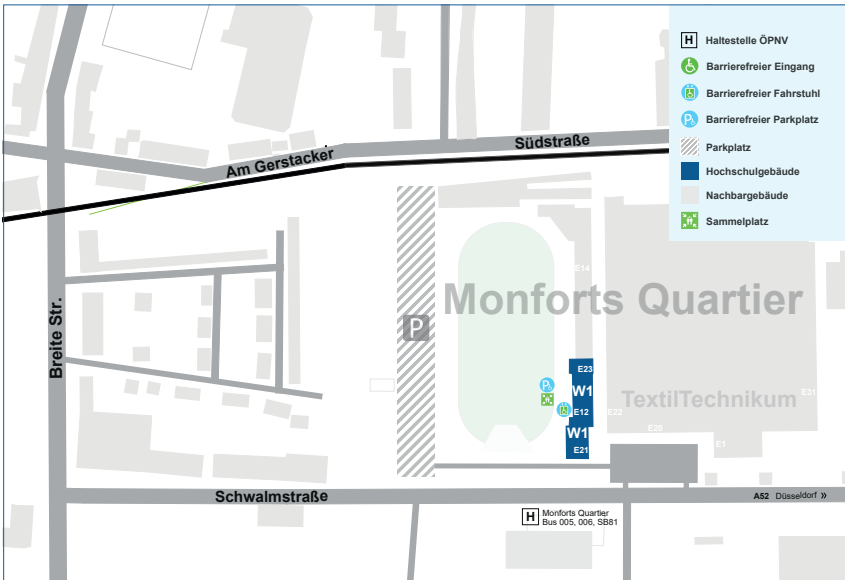 H Haltestelle ÖPNV
Barrierefreier Eingang
Barrierefreier Fahrstuhl
P Barrierefreier Parkplatz
Parkplatz
Hochschulgebäude
Nachbargebäude
Sammelplatz
Südstraße
Am Gerstacker
Breite Str.
E14
Monforts Quartier
P
E23
P
W1
TextilTechnikum
E31
E12
E22
W1
E20
E21
E1
Schwalmstraße
A52 Düsseldorf »
H Monforts Quartier
Bus 005, 006, SB81